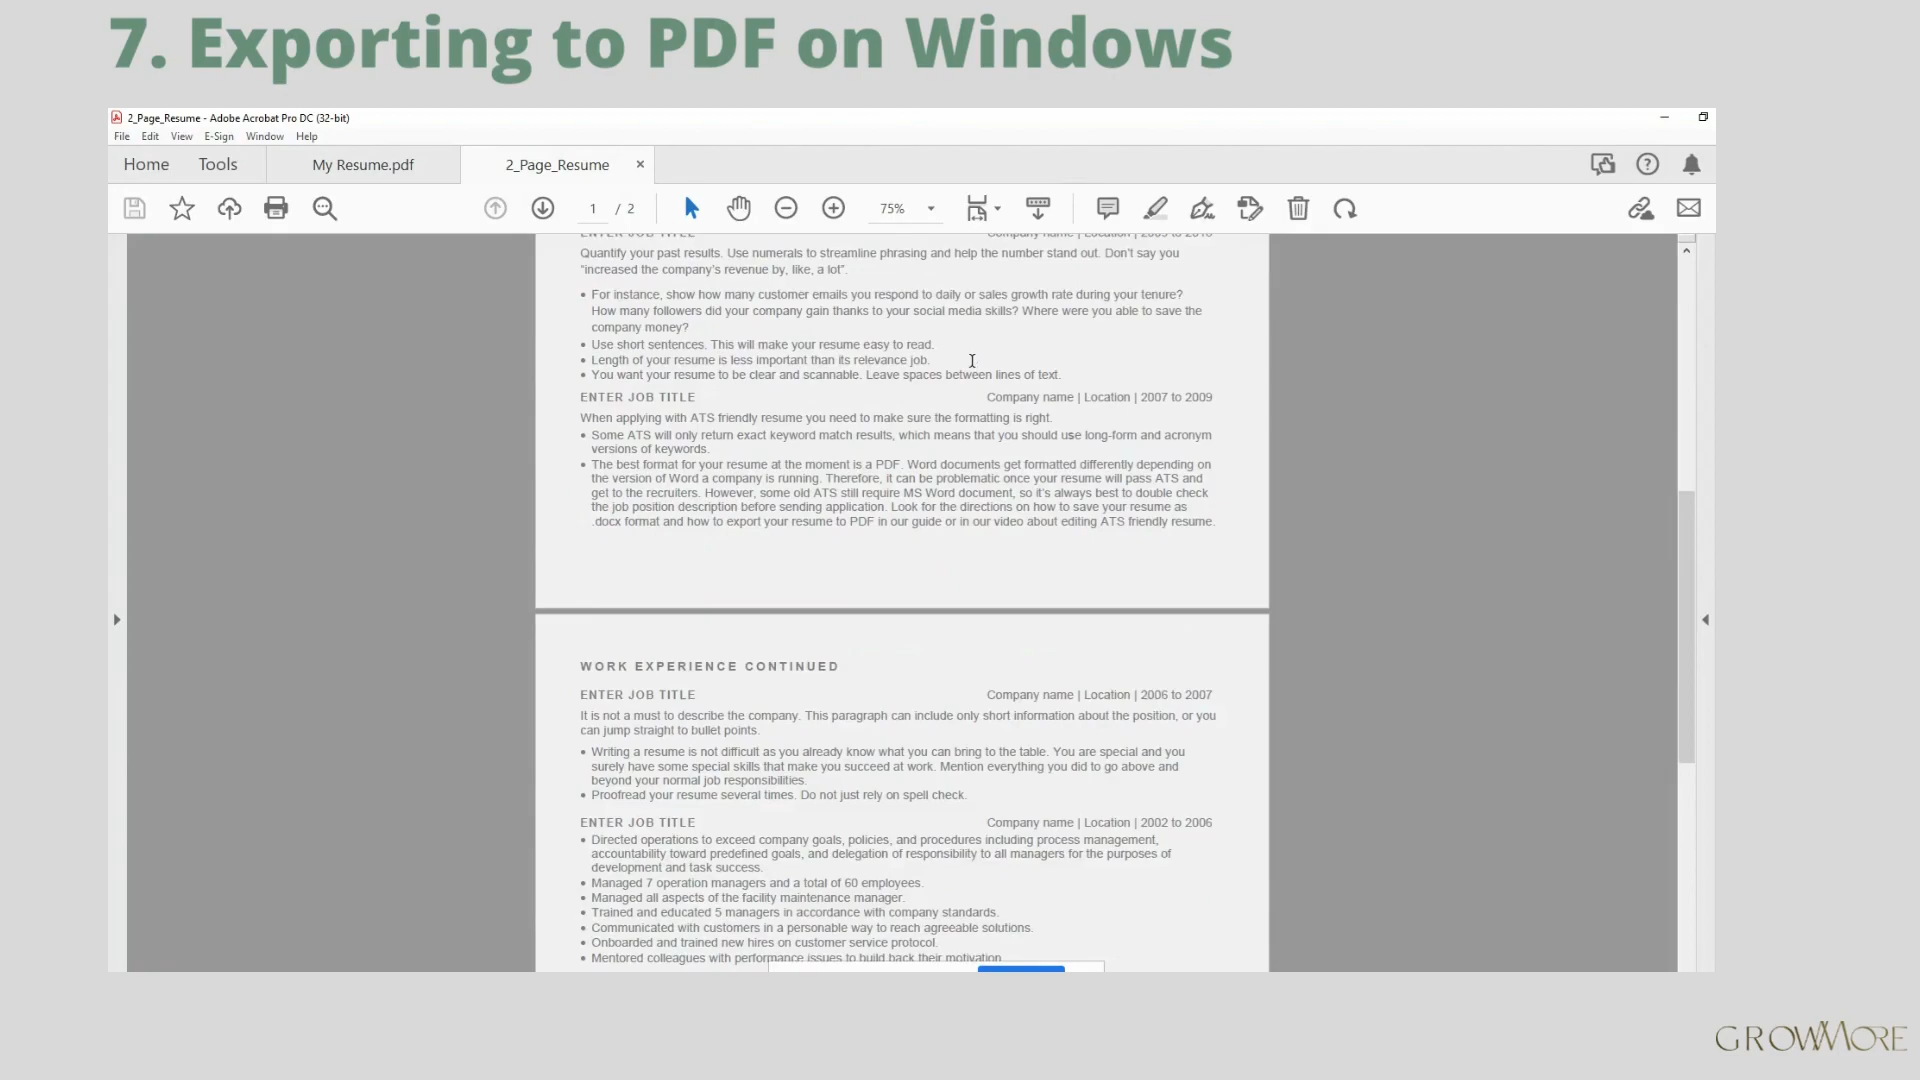 7. Exporting to PDF on Windows
2_Page_Resume - Adobe Acrobat Pro DC (32-bit)
File Edit View E-Sign Window Help
Home Tools My Resume.pdf 2_Page_Resume
1 / 2 75%
ENTER JOB TITLE Company name | Location | 2009 to 2016
Quantify your past results. Use numerals to streamline phrasing and help the number stand out. Don't say you
"increased the company's revenue by, like, a lot".
• For instance, show how many customer emails you respond to daily or sales growth rate during your tenure?
How many followers did your company gain thanks to your social media skills? Where were you able to save the
company money?
• Use short sentences. This will make your resume easy to read.
• Length of your resume is less important than its relevance job.
• You want your resume to be clear and scannable. Leave spaces between lines of text.
ENTER JOB TITLE Company name | Location | 2007 to 2009
When applying with ATS friendly resume you need to make sure the formatting is right.
• Some ATS will only return exact keyword match results, which means that you should use long-form and acronym
versions of keywords.
• The best format for your resume at the moment is a PDF. Word documents get formatted differently depending on
the version of Word a company is running. Therefore, it can be problematic once your resume will pass ATS and
get to the recruiters. However, some old ATS still require MS Word document, so it's always best to double check
the job position description before sending application. Look for the directions on how to save your resume as
.docx format and how to export your resume to PDF in our guide or in our video about editing ATS friendly resume.
WORK EXPERIENCE CONTINUED
ENTER JOB TITLE Company name | Location | 2006 to 2007
It is not a must to describe the company. This paragraph can include only short information about the position, or you
can jump straight to bullet points.
• Writing a resume is not difficult as you already know what you can bring to the table. You are special and you
surely have some special skills that make you succeed at work. Mention everything you did to go above and
beyond your normal job responsibilities.
• Proofread your resume several times. Do not just rely on spell check.
ENTER JOB TITLE Company name | Location | 2002 to 2006
• Directed operations to exceed company goals, policies, and procedures including process management,
accountability toward predefined goals, and delegation of responsibility to all managers for the purposes of
development and task success.
• Managed 7 operation managers and a total of 60 employees.
• Managed all aspects of the facility maintenance manager.
• Trained and educated 5 managers in accordance with company standards.
• Communicated with customers in a personable way to reach agreeable solutions.
• Onboarded and trained new hires on customer service protocol.
• Mentored colleagues with performance issues to build back their motivation
GROWMORE